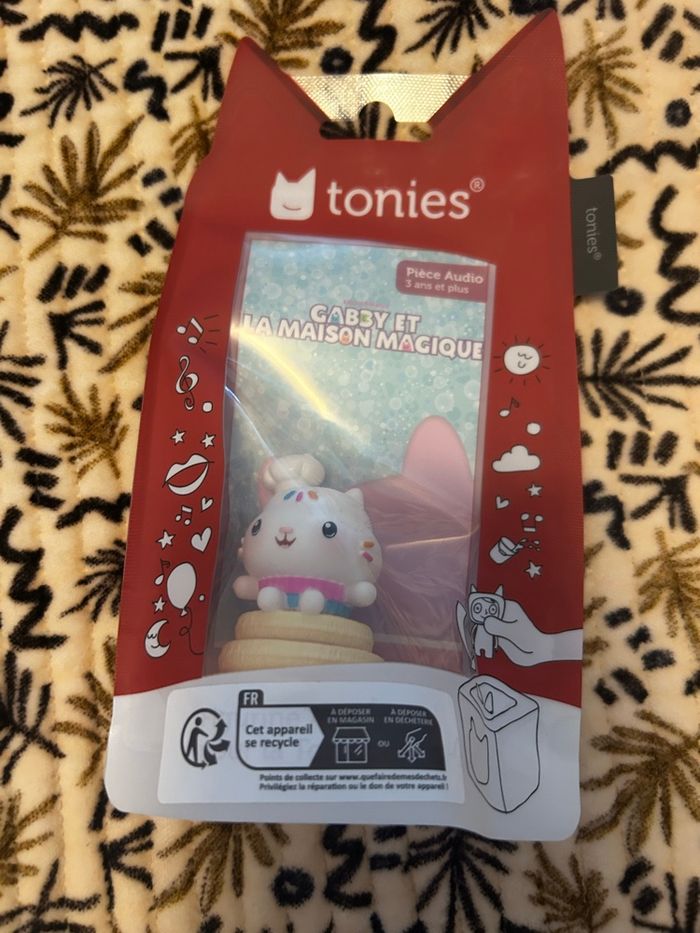 tonies®
tonies®
Pièce Audio
3 ans et plus
GABBY ET
LA MAISON MAGIQUE
FR
Cet appareil
se recycle
A DÉPOSER
EN MAGASIN
OU
A DÉPOSER
EN DÉCHÈTERIE
Points de collecte sur www.quefairedemesdechets.fr
Privilégiez la réparation ou le don de votre appareil !